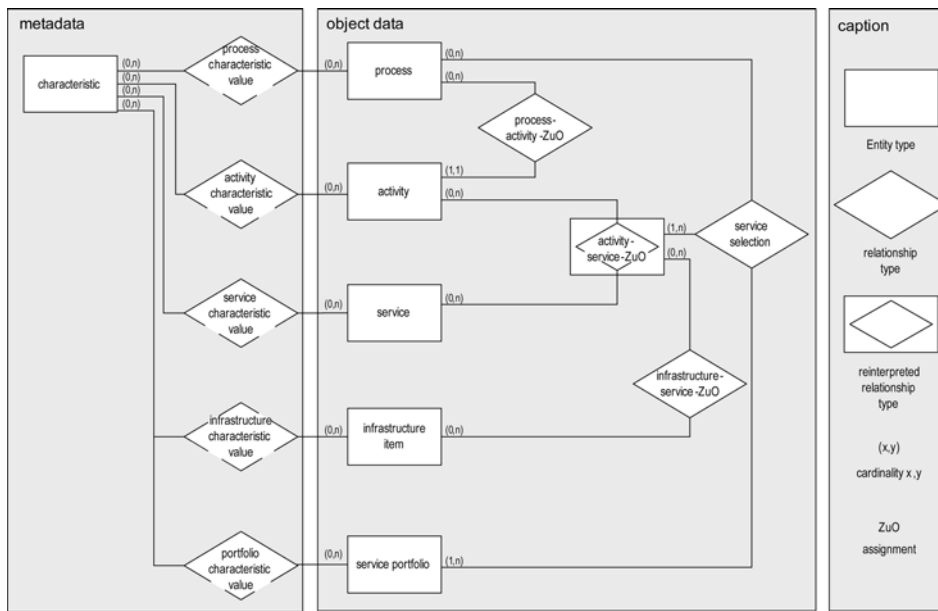 metadata
object data
caption
characteristic
(0,n)
(0,n)
(0,n)
(0,n)
process
characteristic
value
(0,n)
(0,n)
process
(0,n)
(0,n)
process-
activity-ZuO
activity
characteristic
value
(0,n)
(0,n)
activity
(1,1)
(0,n)
activity-
service-ZuO
(1,n)
(0,n)
service
selection
service
characteristic
value
(0,n)
(0,n)
service
(0,n)
infrastructure-
service-ZuO
infrastructure
characteristic
value
(0,n)
infrastructure
item
(0,n)
portfolio
characteristic
value
(0,n)
service portfolio
(1,n)
Entity type
relationship
type
reinterpreted
relationship
type
(x,y)
cardinality x ,y
ZuO
assignment